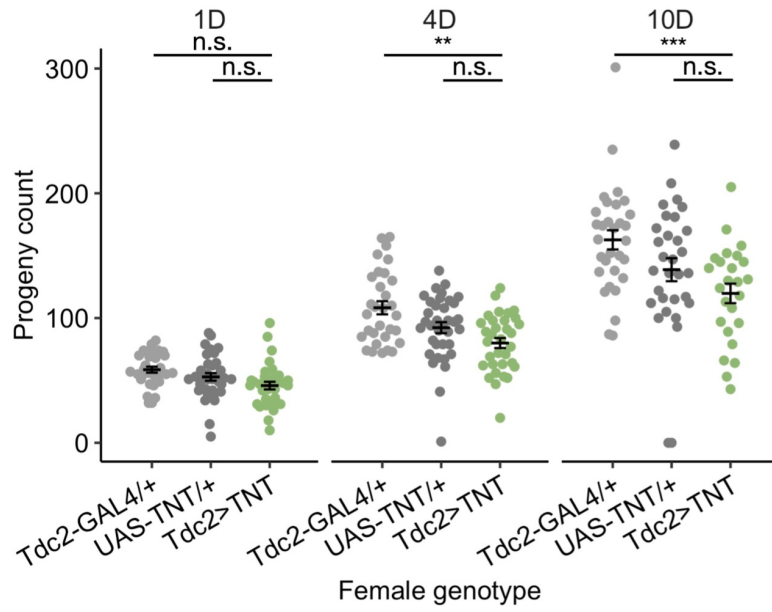 1D 4D 10D
n.s. ** ***
n.s. n.s. n.s.
300
200
100
0
Progeny count
Tdc2-GAL4/+ UAS-TNT/+ Tdc2>TNT Tdc2-GAL4/+ UAS-TNT/+ Tdc2>TNT Tdc2-GAL4/+ UAS-TNT/+ Tdc2>TNT
Female genotype